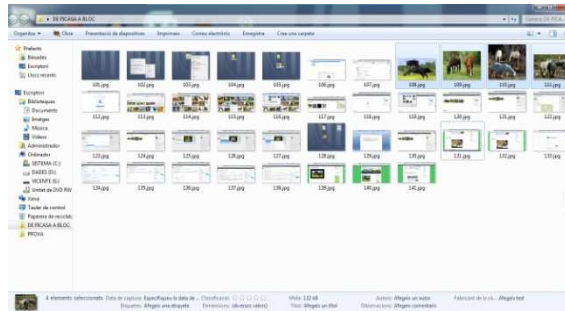 DE PICASA A BLOC
Organitza Obre Presentació de diapositives Imprimeix Correu electrònic Enregistra Crea una carpeta
Preferits
Baixades
Escriptori
Llocs recents
Escriptori
Biblioteques
Documents
Imatges
Música
Vídeos
Administrador
Ordinador
SISTEMA (C:)
DADES (D:)
VICENTE (E:)
Unitat de DVD RW
Xarxa
Tauler de control
Paperera de reciclatge
DE PICASA A BLOC
PROVA
101.jpg 102.jpg 103.jpg 104.jpg 105.jpg 106.jpg 107.jpg 108.jpg 109.jpg 110.jpg 111.jpg
112.jpg 113.jpg 114.jpg 115.jpg 116.jpg 117.jpg 118.jpg 119.jpg 120.jpg 121.jpg 122.jpg
123.jpg 124.jpg 125.jpg 126.jpg 127.jpg 128.jpg 129.jpg 130.jpg 131.jpg 132.jpg 133.jpg
134.jpg 135.jpg 136.jpg 137.jpg 138.jpg 139.jpg 140.jpg 141.jpg
4 elements seleccionats Data de captura: Especifiqueu la data de ... Classificació: Mida: Autors: Afegeix un autor
Etiquetes: Afegeix una etiqueta Dimensions: (diversos valors) Títol: Afegeix un títol Observacions: Afegeix comentaris